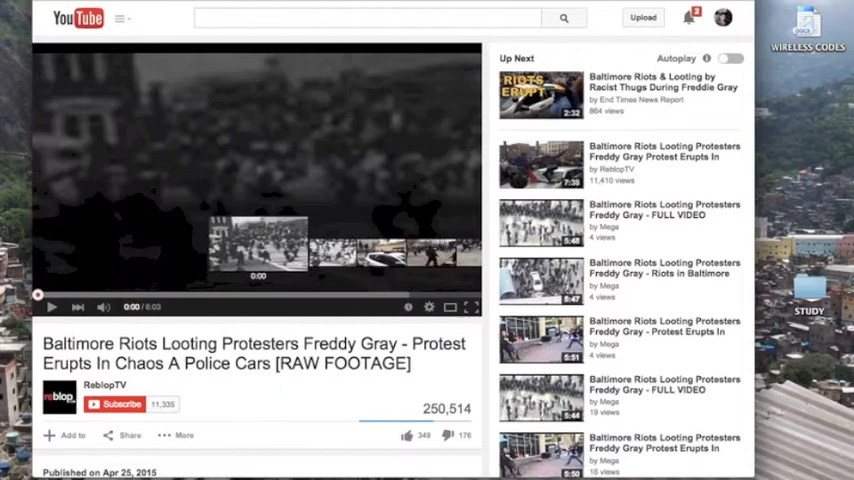 YouTube
Upload
2
WIRELESS CODES
Up Next
Autoplay
Baltimore Riots & Looting by
Racist Thugs During Freddie Gray
by End Times News Report
864 views
RIOTS
ERUPT
2:32
Baltimore Riots Looting Protesters
Freddy Gray Protest Erupts In
by ReblopTV
11,410 views
7:38
Baltimore Riots Looting Protesters
Freddy Gray - FULL VIDEO
by Mega
4 views
5:48
Baltimore Riots Looting Protesters
Freddy Gray - Riots in Baltimore
by Mega
4 views
5:47
STUDY
0:00
0:00 / 6:03
Baltimore Riots Looting Protesters
Freddy Gray - Protest Erupts In
by Mega
4 views
5:51
Baltimore Riots Looting Protesters Freddy Gray - Protest
Erupts In Chaos A Police Cars [RAW FOOTAGE]
reblop
ReblopTV
Subscribe
11,335
250,514
Baltimore Riots Looting Protesters
Freddy Gray - FULL VIDEO
by Mega
19 views
5:44
Add to
Share
More
349
176
Baltimore Riots Looting Protesters
Freddy Gray Protest Erupts In
by Mega
16 views
5:50
Published on Apr 25, 2015